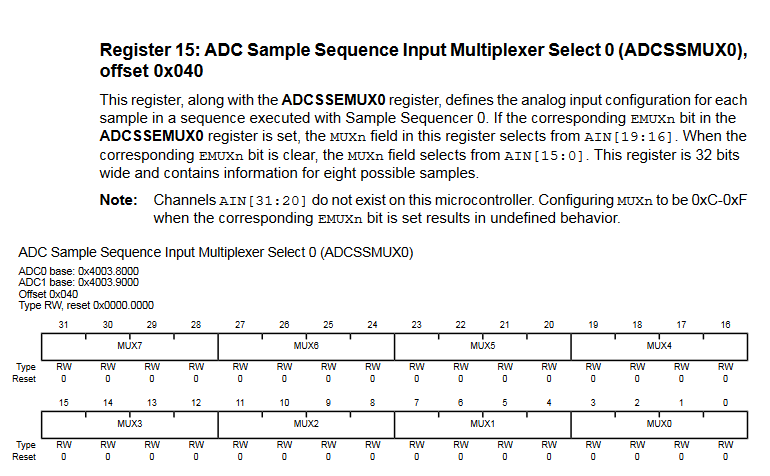 Register 15: ADC Sample Sequence Input Multiplexer Select 0 (ADCSSMUX0),
offset 0x040
This register, along with the ADCSSEMUX0 register, defines the analog input configuration for each
sample in a sequence executed with Sample Sequencer 0. If the corresponding EMUXn bit in the
ADCSSEMUX0 register is set, the MUXn field in this register selects from AIN[19:16]. When the
corresponding EMUXn bit is clear, the MUXn field selects from AIN[15:0]. This register is 32 bits
wide and contains information for eight possible samples.
Note: Channels AIN[31:20] do not exist on this microcontroller. Configuring MUXn to be 0xC-0xF
when the corresponding EMUXn bit is set results in undefined behavior.
ADC Sample Sequence Input Multiplexer Select 0 (ADCSSMUX0)
ADC0 base: 0x4003.8000
ADC1 base: 0x4003.9000
Offset 0x040
Type RW, reset 0x0000.0000
31 30 29 28 27 26 25 24 23 22 21 20 19 18 17 16
MUX7 MUX6 MUX5 MUX4
Type RW RW RW RW RW RW RW RW RW RW RW RW RW RW RW RW
Reset 0 0 0 0 0 0 0 0 0 0 0 0 0 0 0 0
15 14 13 12 11 10 9 8 7 6 5 4 3 2 1 0
MUX3 MUX2 MUX1 MUX0
Type RW RW RW RW RW RW RW RW RW RW RW RW RW RW RW RW
Reset 0 0 0 0 0 0 0 0 0 0 0 0 0 0 0 0